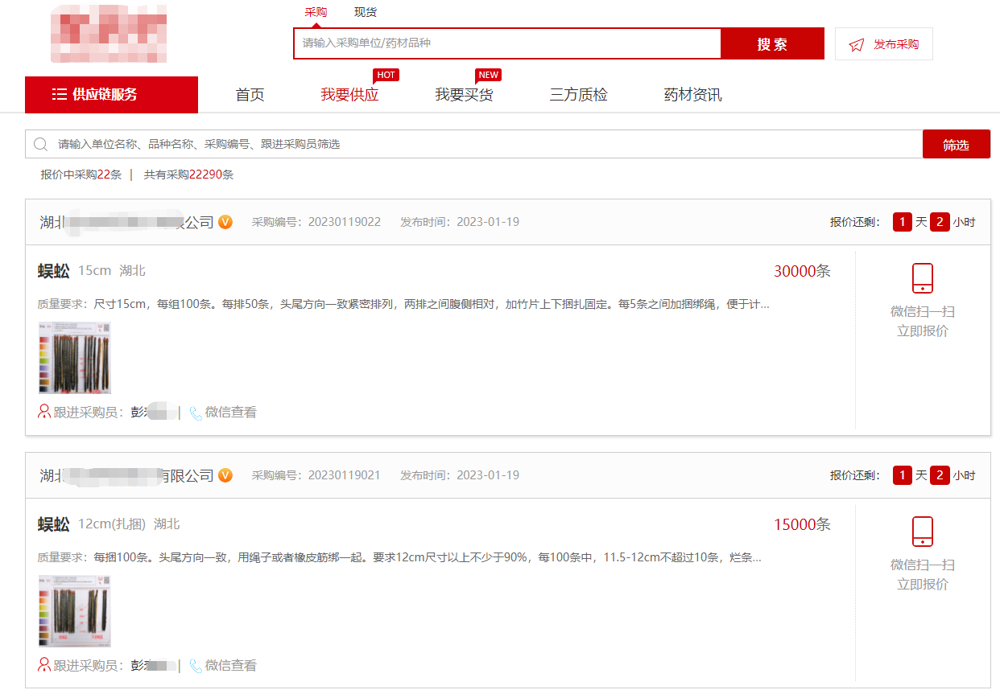 采购 现货
请输入采购单位/药材品种 搜索 发布采购
HOT NEW
供应链服务 首页 我要供应 我要买货 三方质检 药材资讯
请输入单位名称、品种名称、采购编号、跟进采购员筛选 筛选
报价中采购22条 | 共有采购22290条
湖北 公司 V 采购编号：20230119022 发布时间：2023-01-19 报价还剩： 1 天 2 小时
蜈蚣 15cm 湖北 30000条
质量要求：尺寸15cm，每组100条。每排50条，头尾方向一致紧密排列，两排之间腹侧相对，加竹片上下捆扎固定。每5条之间加捆绑绳，便于计...
微信扫一扫
立即报价
跟进采购员：彭 | 微信查看
湖北 有限公司 V 采购编号：20230119021 发布时间：2023-01-19 报价还剩： 1 天 2 小时
蜈蚣 12cm(扎捆) 湖北 15000条
质量要求：每捆100条。头尾方向一致，用绳子或者橡皮筋绑一起。要求12cm尺寸以上不少于90%，每100条中，11.5-12cm不超过10条，烂条...
微信扫一扫
立即报价
跟进采购员：彭 | 微信查看